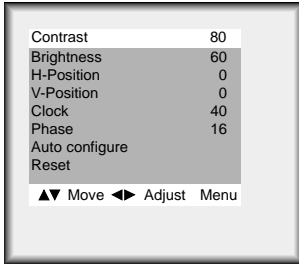 Contrast 80
Brightness 60
H-Position 0
V-Position 0
Clock 40
Phase 16
Auto configure
Reset
▲▼ Move ◀▶ Adjust Menu